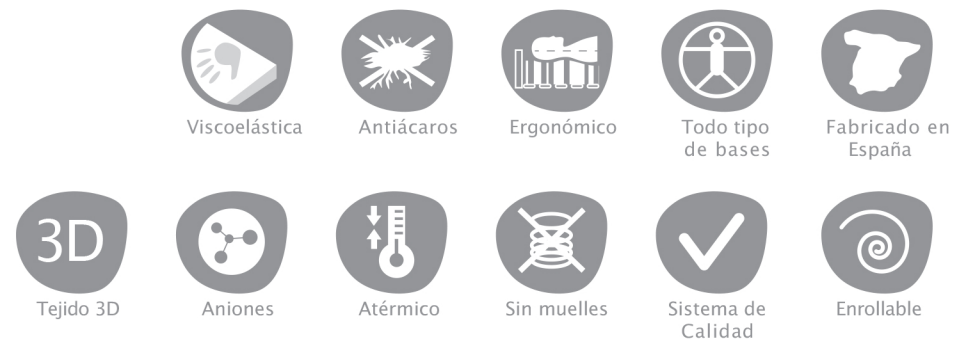 Viscoelástica
Antiácaros
Ergonómico
Todo tipo
de bases
Fabricado en
España
3D
Tejido 3D
Aniones
Atérmico
Sin muelles
Sistema de
Calidad
Enrollable